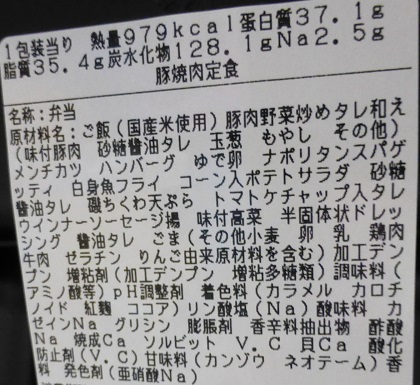 1包装当り 熱量979kcal蛋白質37.1g
脂質35.4g炭水化物128.1gNa2.5g
豚焼肉定食
名称:弁当
原材料名:ご飯(国産米使用)豚肉野菜炒めタレ和え
(味付豚肉 砂糖醤油タレ 玉葱 もやし その他)
メンチカツ ハンバーグ ゆで卵 ナポリタンスパゲ
ッティ 白身魚フライ コーン入ポテトサラダ 砂糖
醤油タレ 磯ちくわ天ぷら トマトケチャップ入タレ
ウインナーソーセージ揚 味付高菜 半固体状ドレッ
シング 醤油タレ ごま(その他小麦 卵 乳 鶏肉
牛肉 ゼラチン りんご由来原材料を含む)加工デン
プン 増粘剤(加工デンプン 増粘多糖類)調味料(
アミノ酸等)pH調整剤 着色料(カラメル カロチ
ノイド 紅麹 ココア)リン酸塩(Na)酸味料 カ
ゼインNa グリシン 膨脹剤 香辛料抽出物 酢酸
Na 焼成Ca ソルビット V.C 貝Ca 酸化
防止剤(V.C)甘味料(カンゾウ ネオテーム)香
料 発色剤(亜硝酸Na)